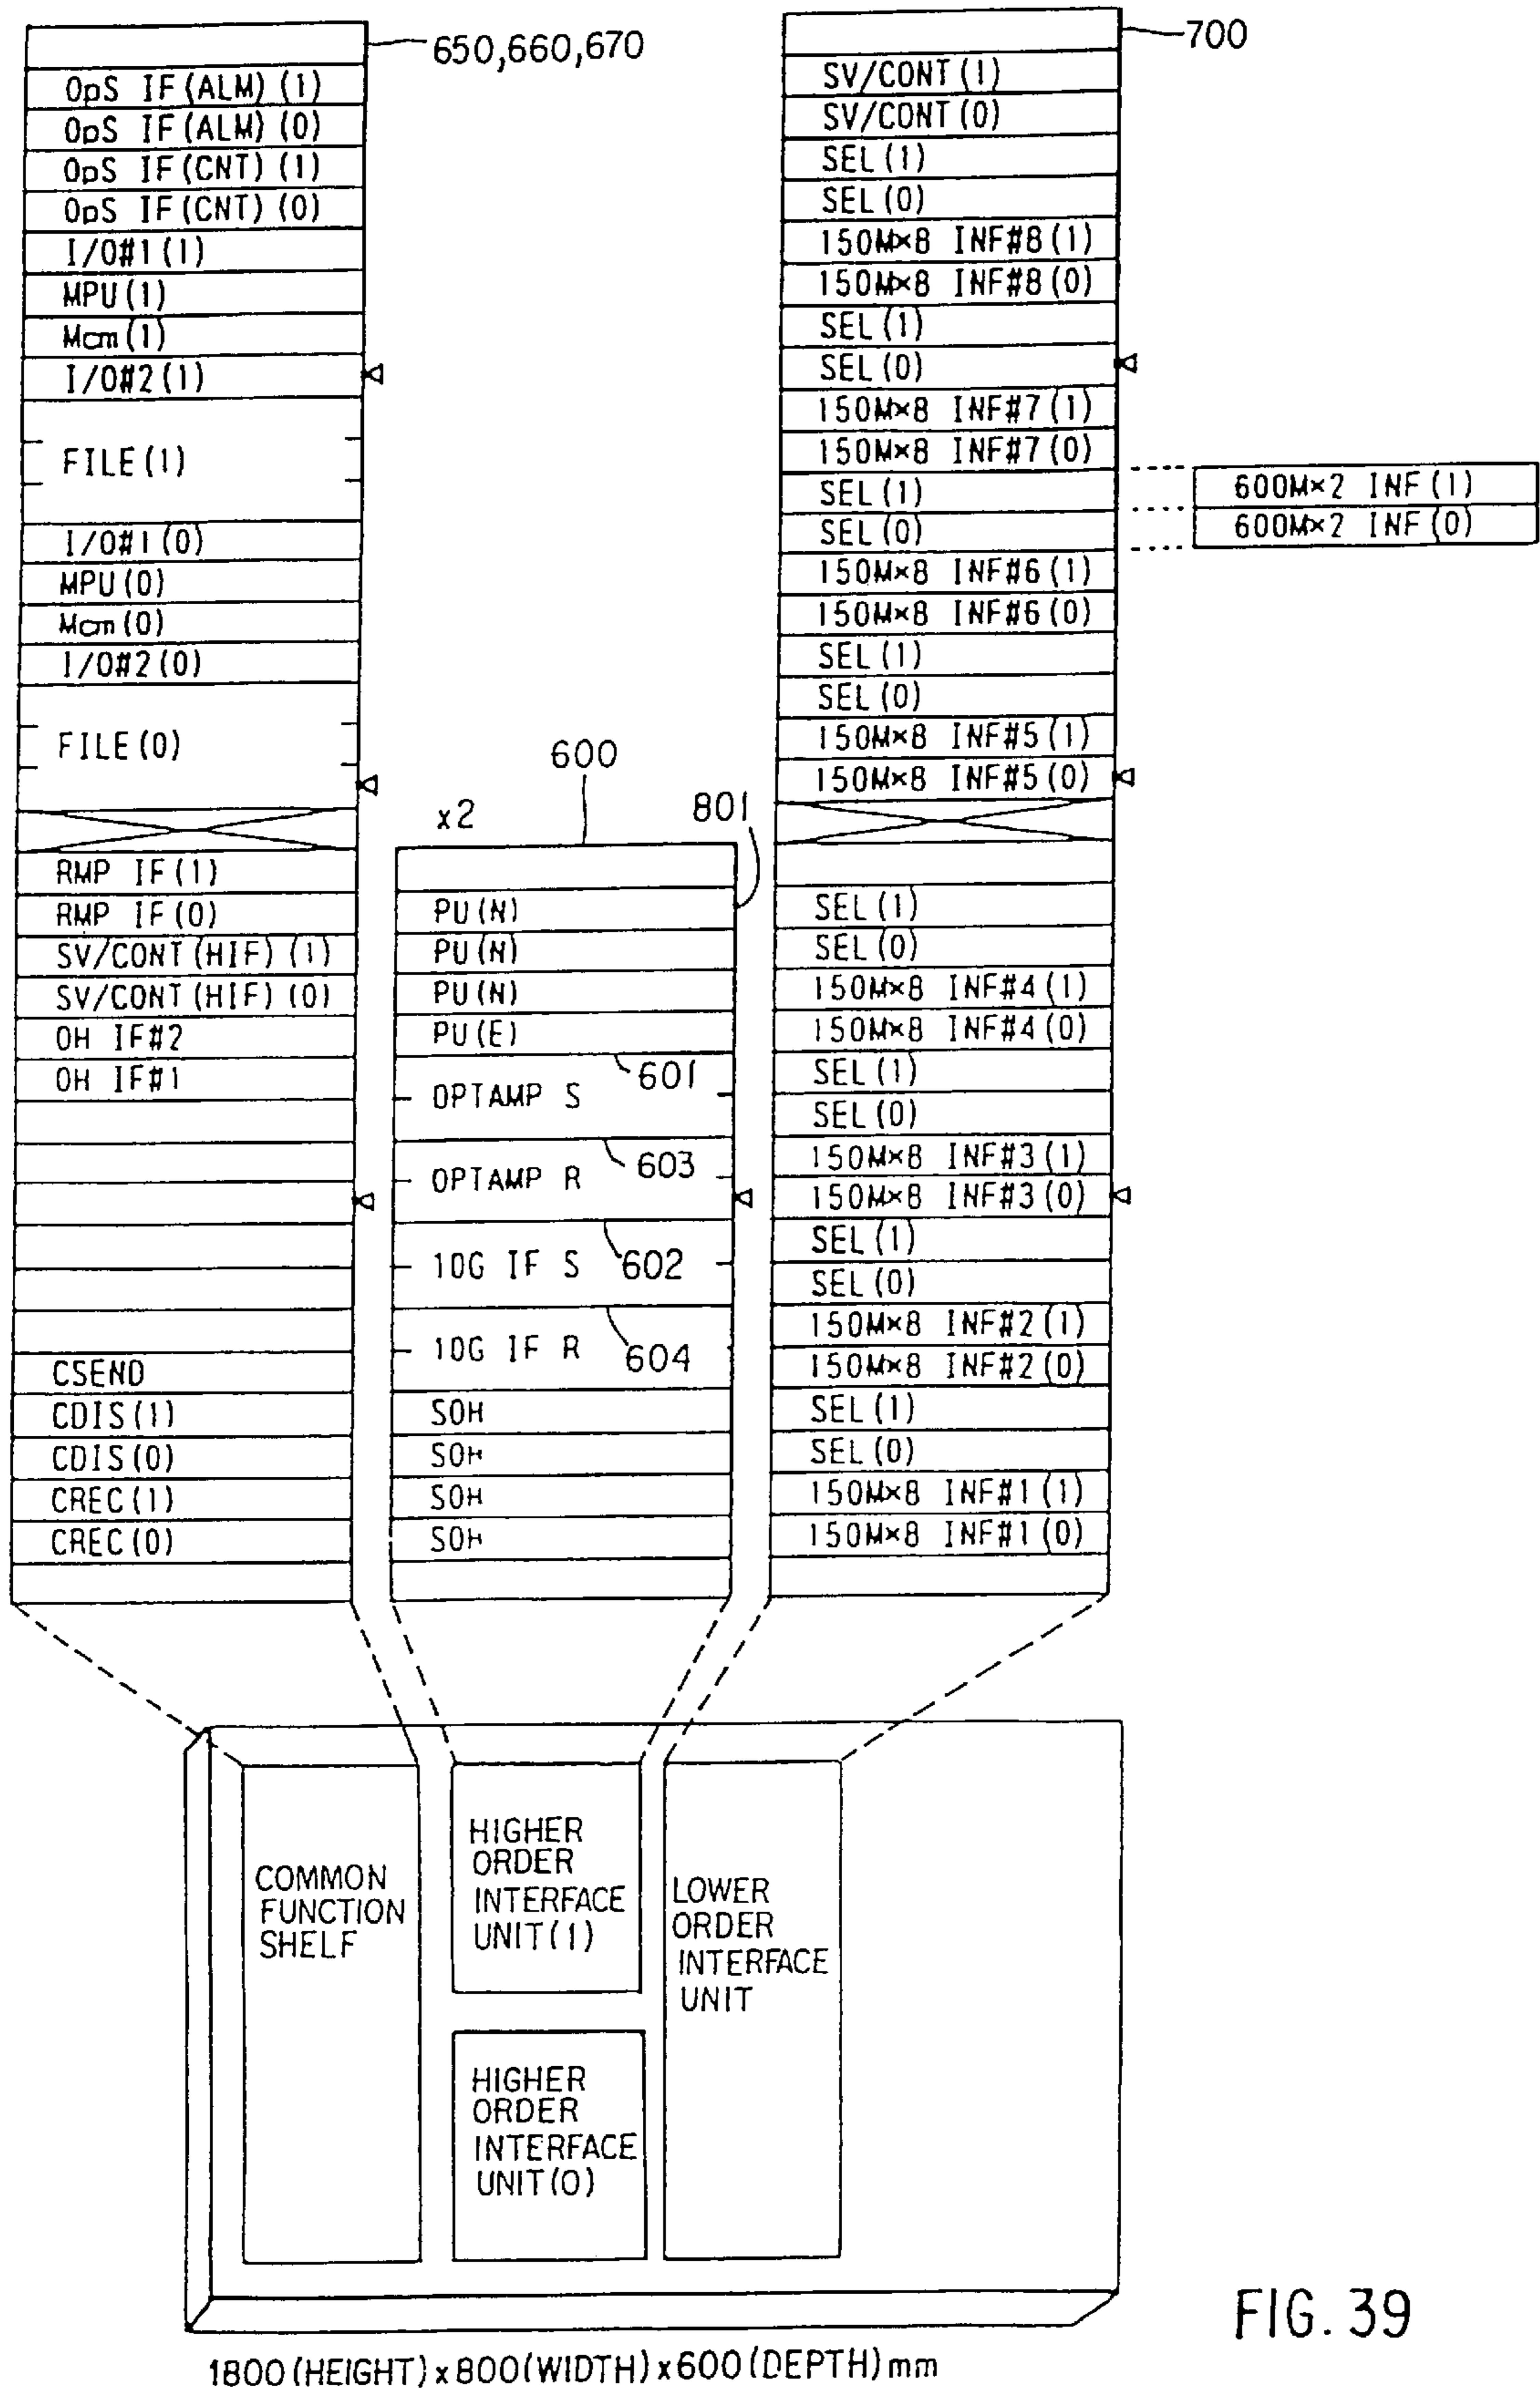 650,660,670
OpS IF(ALM)(1)
OpS IF(ALM)(0)
OpS IF(CNT)(1)
OpS IF(CNT)(0)
I/O#1(1)
MPU(1)
Mem(1)
I/O#2(1)
FILE(1)
I/O#1(0)
MPU(0)
Mem(0)
I/O#2(0)
FILE(0)
RMP IF(1)
RMP IF(0)
SV/CONT(HIF)(1)
SV/CONT(HIF)(0)
OH IF#2
OH IF#1
CSEND
CDIS(1)
CDIS(0)
CREC(1)
CREC(0)
x2
600
801
PU(N)
PU(N)
PU(N)
PU(E)
601
OPTAMP S
603
OPTAMP R
10G IF S
602
10G IF R
604
SOH
SOH
SOH
SOH
700
SV/CONT(1)
SV/CONT(0)
SEL(1)
SEL(0)
150M×8 INF#8(1)
150M×8 INF#8(0)
SEL(1)
SEL(0)
150M×8 INF#7(1)
150M×8 INF#7(0)
SEL(1)
SEL(0)
600M×2 INF(1)
600M×2 INF(0)
150M×8 INF#6(1)
150M×8 INF#6(0)
SEL(1)
SEL(0)
150M×8 INF#5(1)
150M×8 INF#5(0)
SEL(1)
SEL(0)
150M×8 INF#4(1)
150M×8 INF#4(0)
SEL(1)
SEL(0)
150M×8 INF#3(1)
150M×8 INF#3(0)
SEL(1)
SEL(0)
150M×8 INF#2(1)
150M×8 INF#2(0)
SEL(1)
SEL(0)
150M×8 INF#1(1)
150M×8 INF#1(0)
COMMON
FUNCTION
SHELF
HIGHER
ORDER
INTERFACE
UNIT(1)
HIGHER
ORDER
INTERFACE
UNIT(0)
LOWER
ORDER
INTERFACE
UNIT
1800(HEIGHT)x800(WIDTH)x600(DEPTH)mm
FIG. 39